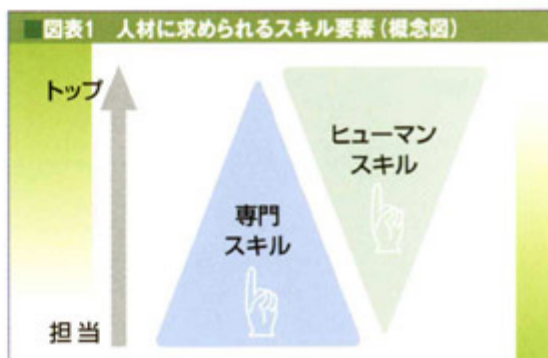 ■図表1 人材に求められるスキル要素(概念図)
トップ
ヒューマン
スキル
専門
スキル
担当